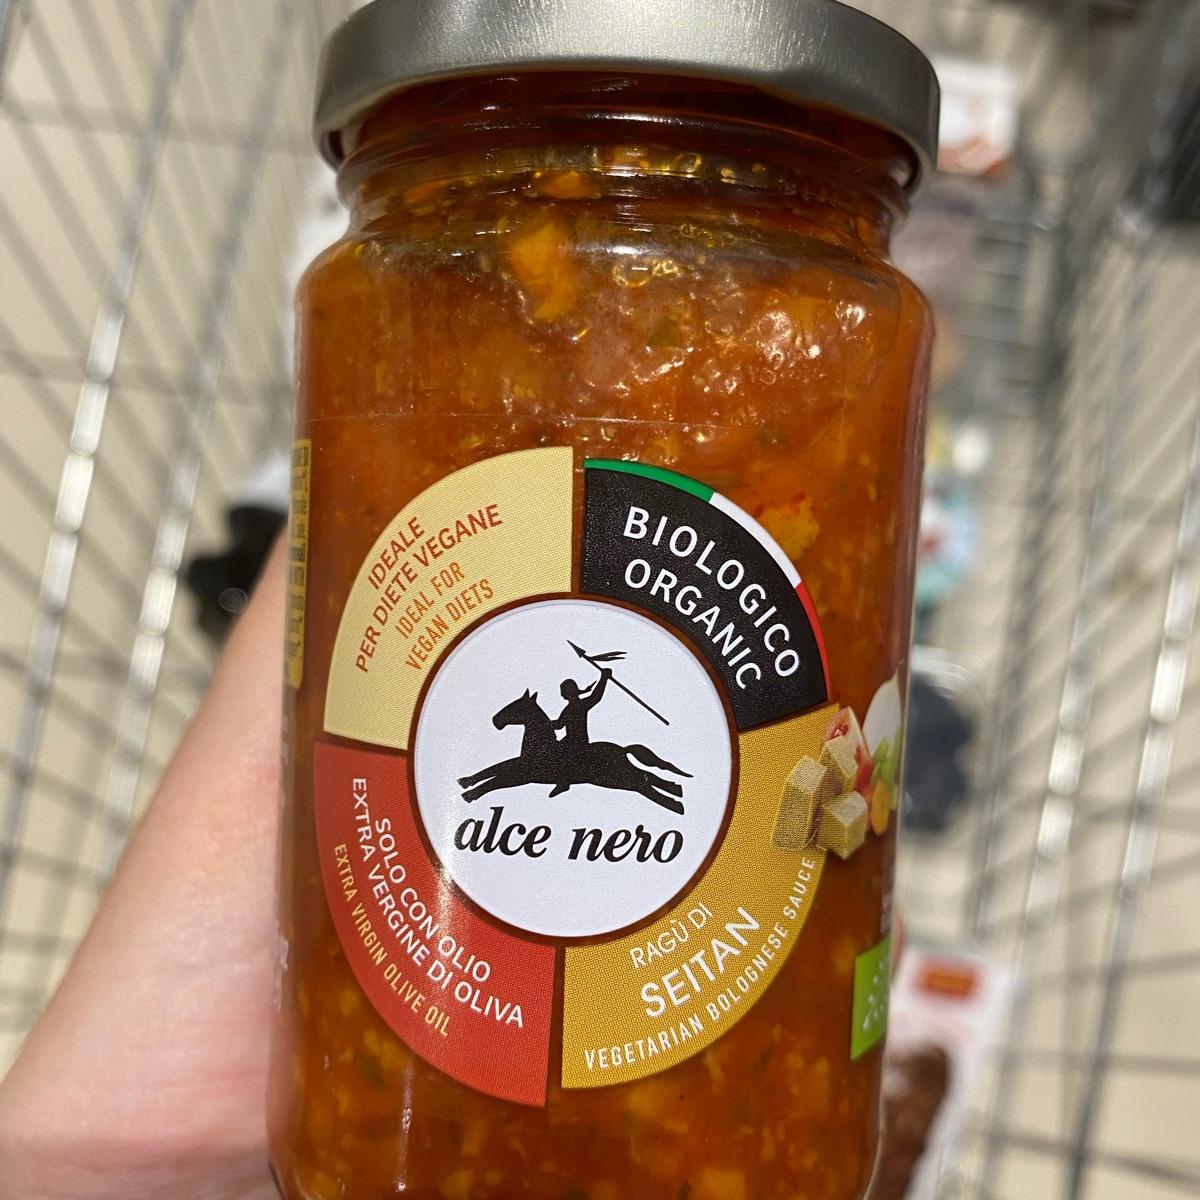 IDEALE
PER DIETE VEGANE
IDEAL FOR
VEGAN DIETS
BIOLOGICO
ORGANIC
alce nero
SOLO CON OLIO
EXTRA VERGINE DI OLIVA
EXTRA VIRGIN OLIVE OIL
RAGÙ DI
SEITAN
VEGETARIAN BOLOGNESE SAUCE